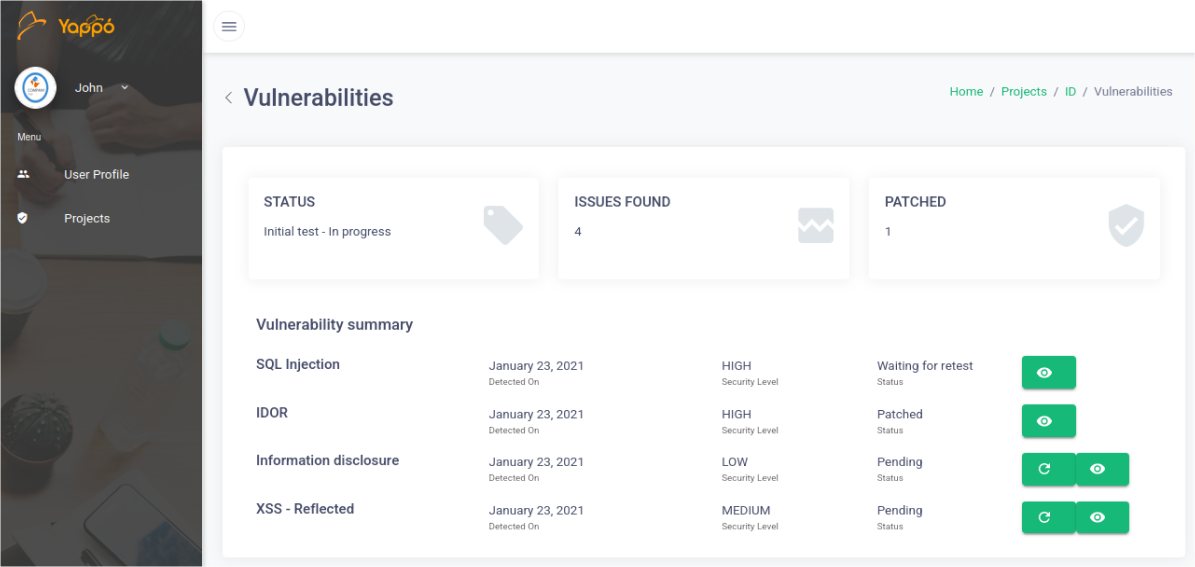 Yappó
John
Menu
User Profile
Projects
Vulnerabilities
Home / Projects / ID / Vulnerabilities
STATUS
Initial test - In progress
ISSUES FOUND
4
PATCHED
1
Vulnerability summary
SQL Injection
January 23, 2021
Detected On
HIGH
Security Level
Waiting for retest
Status
IDOR
January 23, 2021
Detected On
HIGH
Security Level
Patched
Status
Information disclosure
January 23, 2021
Detected On
LOW
Security Level
Pending
Status
XSS - Reflected
January 23, 2021
Detected On
MEDIUM
Security Level
Pending
Status